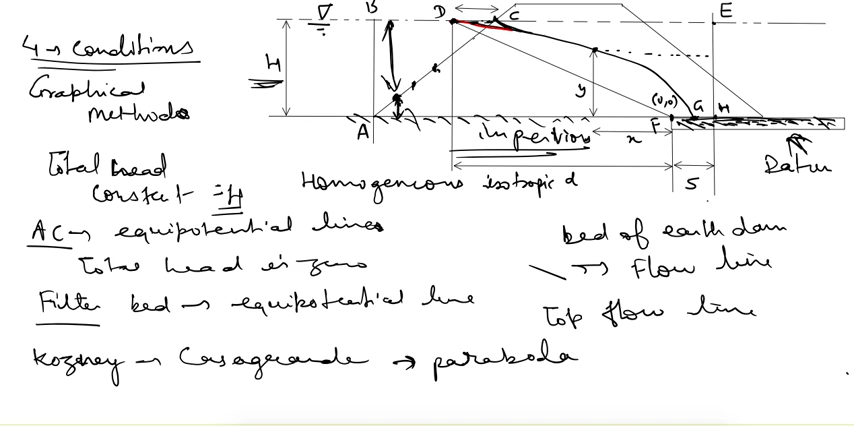 B
D
C
E
4 → Conditions
H
Graphical
methods
y
(0,0)
G
H
A
F
impervious
x
S
Datum
Total head
constant = H
Homogeneous isotropic d
AC → equipotential lines
bed of earth dam
Total head is zero
→ Flow line
Filter bed → equipotential line
Top flow line
Kozney → Casagrande → parabola